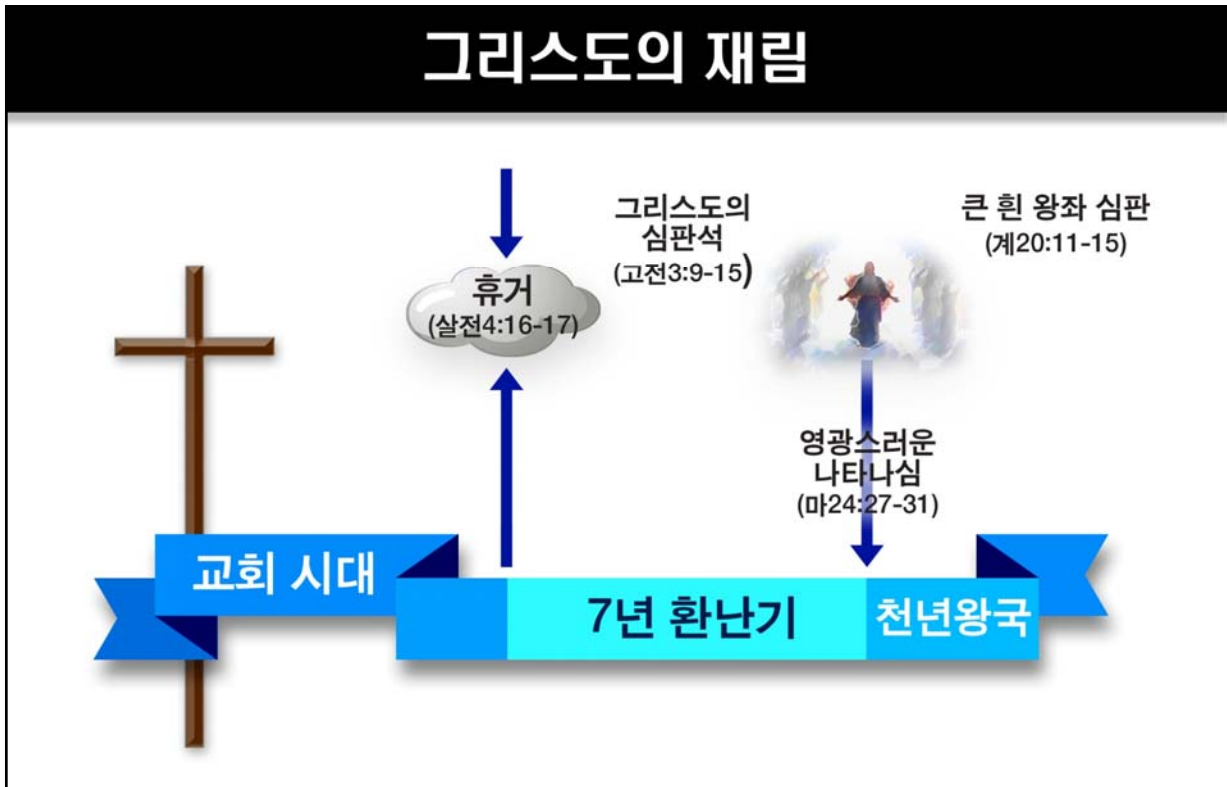 그리스도의 재림
휴거
(살전4:16-17)
그리스도의
심판석
(고전3:9-15)
큰 흰 왕좌 심판
(계20:11-15)
영광스러운
나타나심
(마24:27-31)
교회 시대
7년 환난기
천년왕국